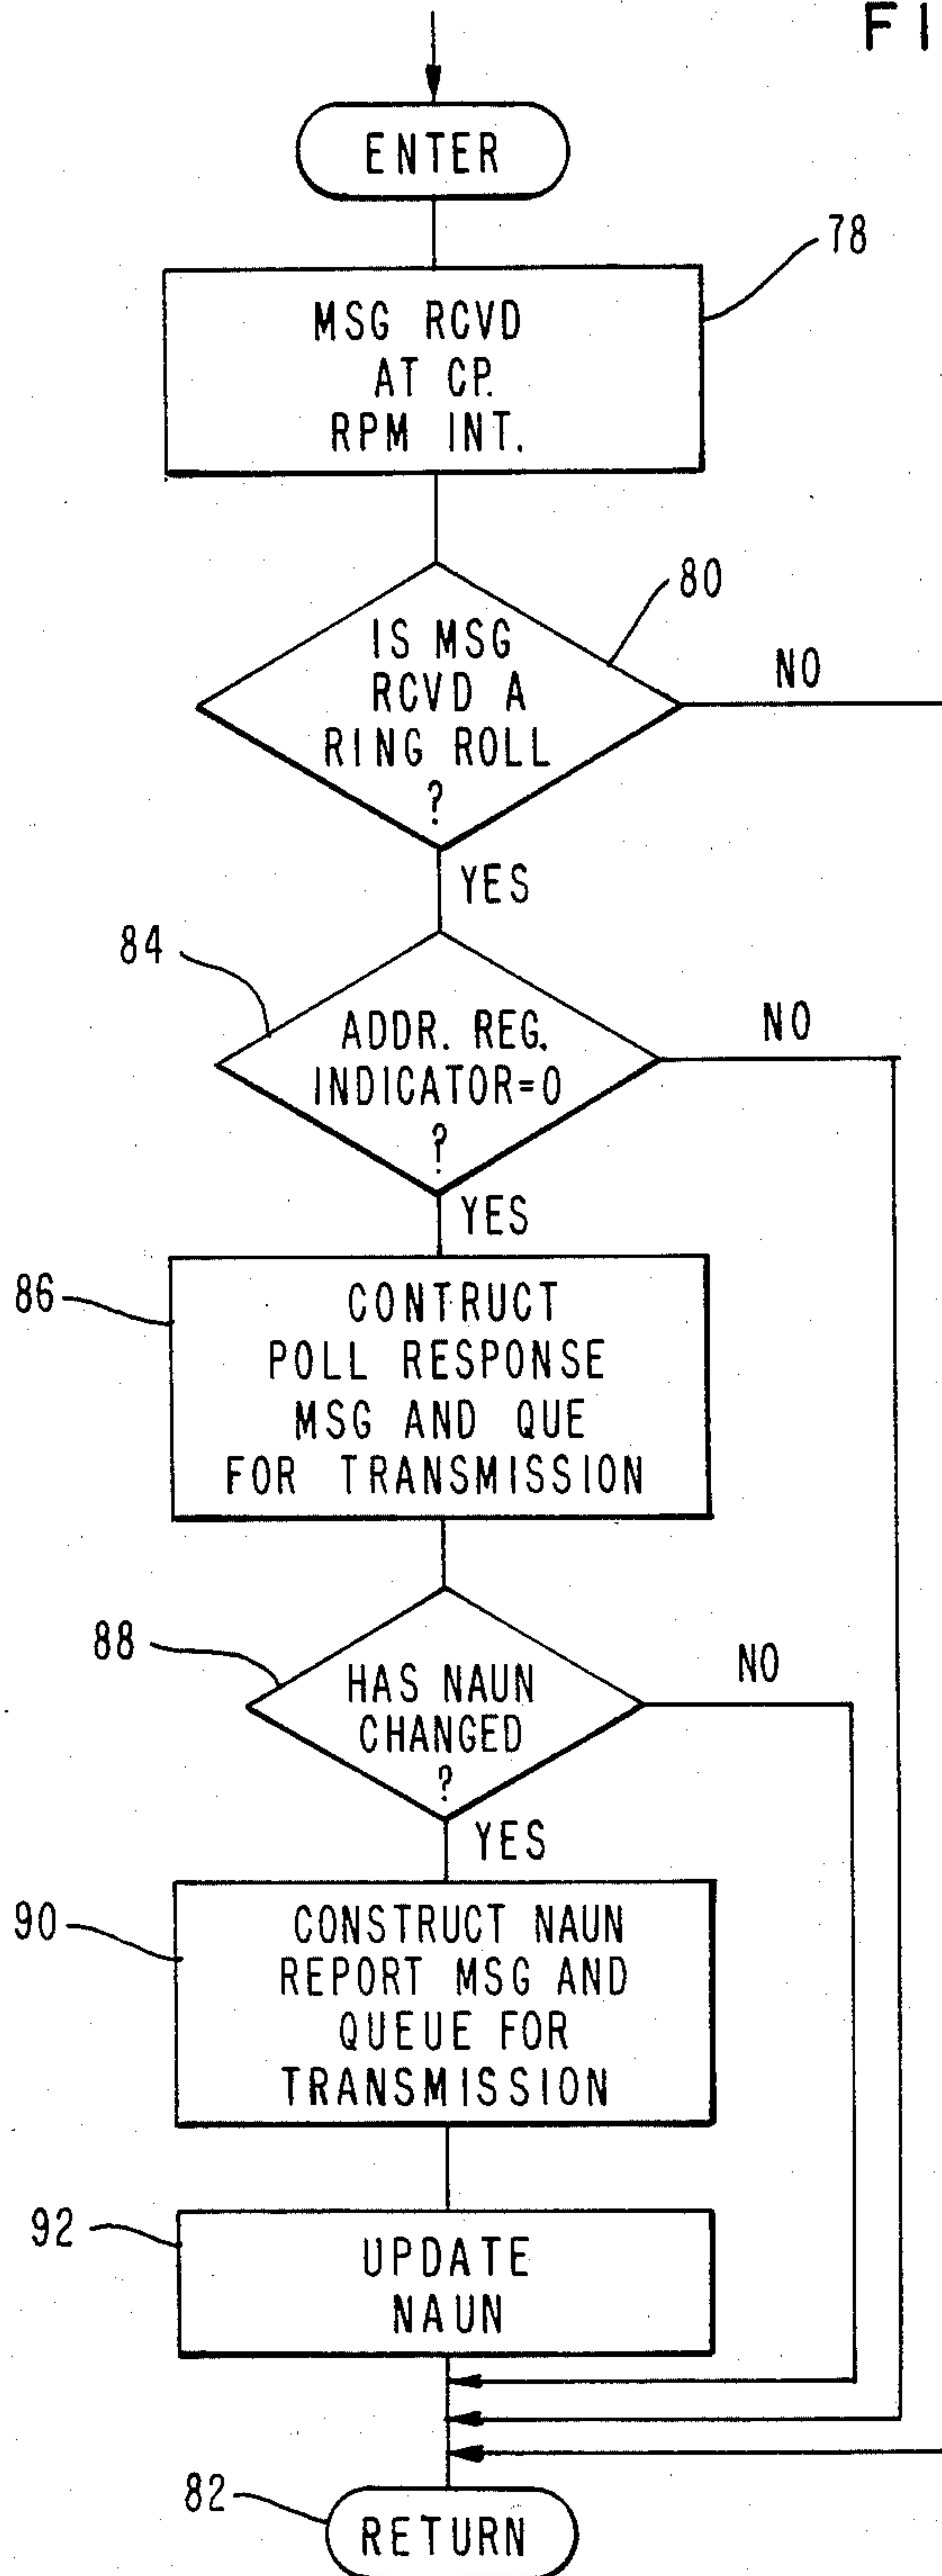 FI
ENTER
78
MSG RCVD
AT CP.
RPM INT.
80
IS MSG
RCVD A
RING ROLL
?
NO
YES
84
ADDR. REG.
INDICATOR=0
?
NO
YES
86
CONTRUCT
POLL RESPONSE
MSG AND QUE
FOR TRANSMISSION
88
HAS NAUN
CHANGED
?
NO
YES
90
CONSTRUCT NAUN
REPORT MSG AND
QUEUE FOR
TRANSMISSION
92
UPDATE
NAUN
82
RETURN